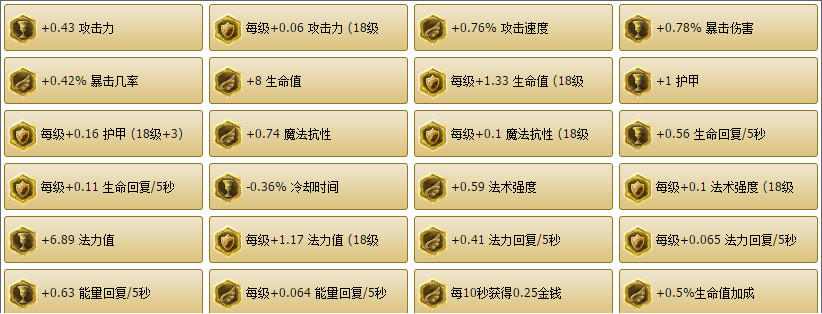 +0.43 攻击力
每级+0.06 攻击力 (18级
+0.76% 攻击速度
+0.78% 暴击伤害
+0.42% 暴击几率
+8 生命值
每级+1.33 生命值 (18级
+1 护甲
每级+0.16 护甲 (18级+3)
+0.74 魔法抗性
每级+0.1 魔法抗性 (18级
+0.56 生命回复/5秒
每级+0.11 生命回复/5秒
-0.36% 冷却时间
+0.59 法术强度
每级+0.1 法术强度 (18级
+6.89 法力值
每级+1.17 法力值 (18级
+0.41 法力回复/5秒
每级+0.065 法力回复/5秒
+0.63 能量回复/5秒
每级+0.064 能量回复/5秒
每10秒获得0.25金钱
+0.5%生命值加成